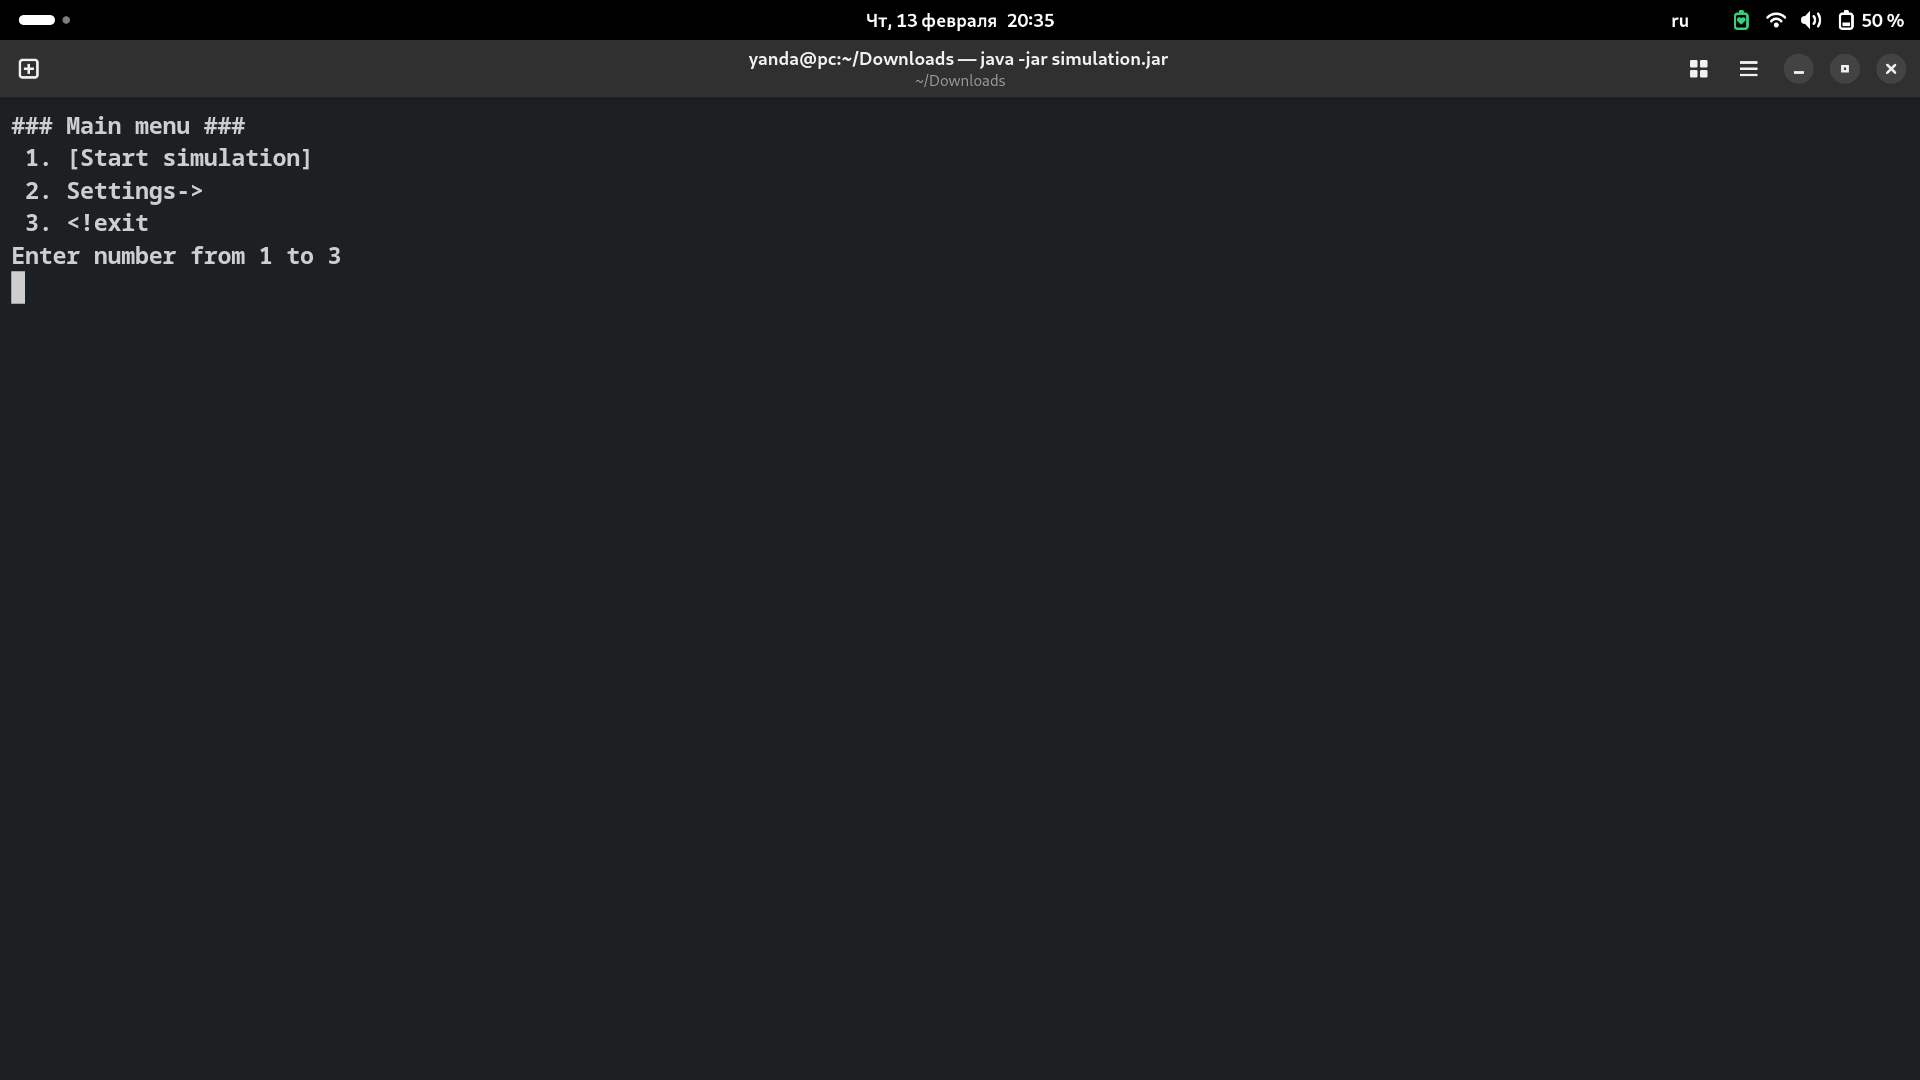 Чт, 13 февраля 20:35
ru
50 %
yanda@pc:~/Downloads — java -jar simulation.jar
~/Downloads
### Main menu ###
1. [Start simulation]
2. Settings->
3. <!exit
Enter number from 1 to 3